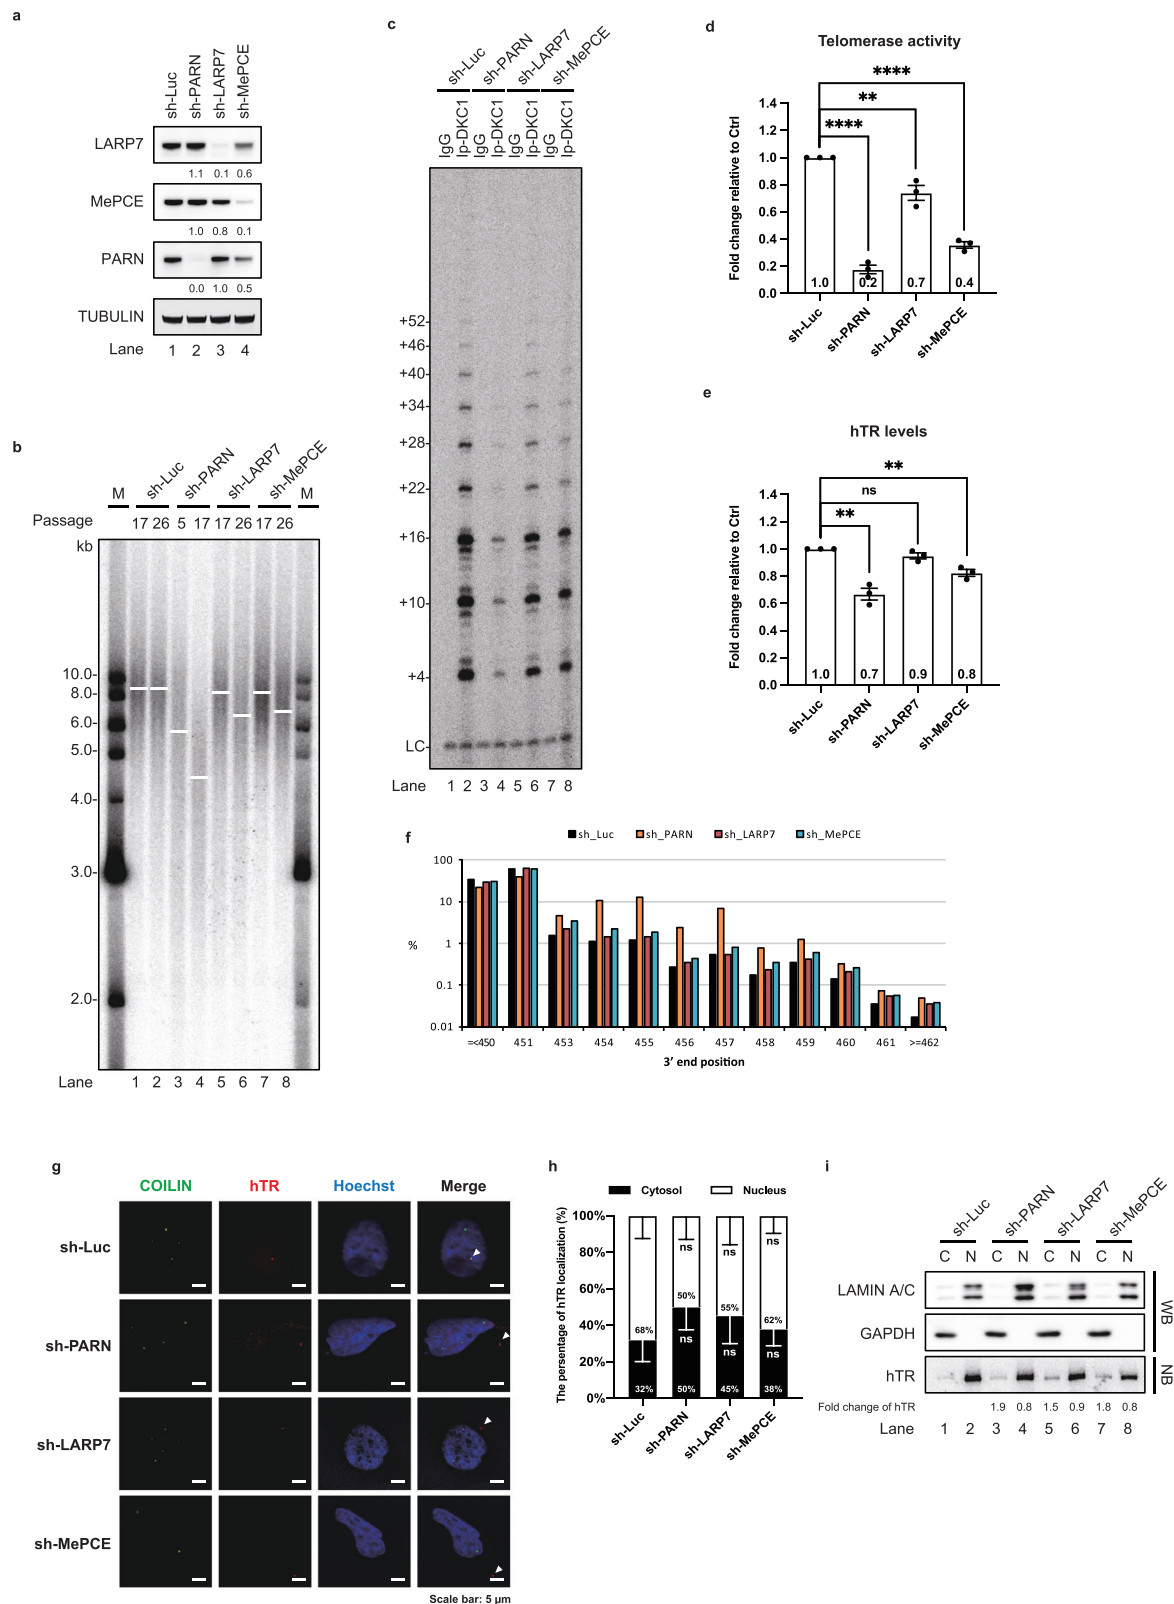 a
sh-Luc
sh-PARN
sh-LARP7
sh-MePCE
LARP7
1.1 0.1 0.6
MePCE
1.0 0.8 0.1
PARN
0.0 1.0 0.5
TUBULIN
Lane 1 2 3 4
b
M sh-Luc sh-PARN sh-LARP7 sh-MePCE M
Passage 17 26 5 17 17 26 17 26
kb
10.0-
8.0-
6.0-
5.0-
4.0-
3.0-
2.0-
Lane 1 2 3 4 5 6 7 8
c
sh-Luc sh-PARN sh-LARP7 sh-MePCE
IgG Ip-DKC1 IgG Ip-DKC1 IgG Ip-DKC1 IgG Ip-DKC1
+52
+46
+40
+34
+28
+22
+16
+10
+4
LC
Lane 1 2 3 4 5 6 7 8
d
Telomerase activity
****
**
****
Fold change relative to Ctrl
1.4
1.2
1.0
0.8
0.6
0.4
0.2
0.0
1.0 0.2 0.7 0.4
sh-Luc sh-PARN sh-LARP7 sh-MePCE
e
hTR levels
**
ns
**
Fold change relative to Ctrl
1.4
1.2
1.0
0.8
0.6
0.4
0.2
0.0
1.0 0.7 0.9 0.8
sh-Luc sh-PARN sh-LARP7 sh-MePCE
f
sh_Luc sh_PARN sh_LARP7 sh_MePCE
100
10
1
0.1
0.01
%
=<450 451 453 454 455 456 457 458 459 460 461 >=462
3' end position
g
COILIN hTR Hoechst Merge
sh-Luc
sh-PARN
sh-LARP7
sh-MePCE
Scale bar: 5 µm
h
Cytosol Nucleus
The persentage of hTR localization (%)
100%
80%
60%
40%
20%
0%
ns ns ns
68% 50% 55% 62%
ns ns ns
32% 50% 45% 38%
sh-Luc sh-PARN sh-LARP7 sh-MePCE
i
sh-Luc sh-PARN sh-LARP7 sh-MePCE
C N C N C N C N
LAMIN A/C
GAPDH
WB
hTR
NB
Fold change of hTR 1.9 0.8 1.5 0.9 1.8 0.8
Lane 1 2 3 4 5 6 7 8